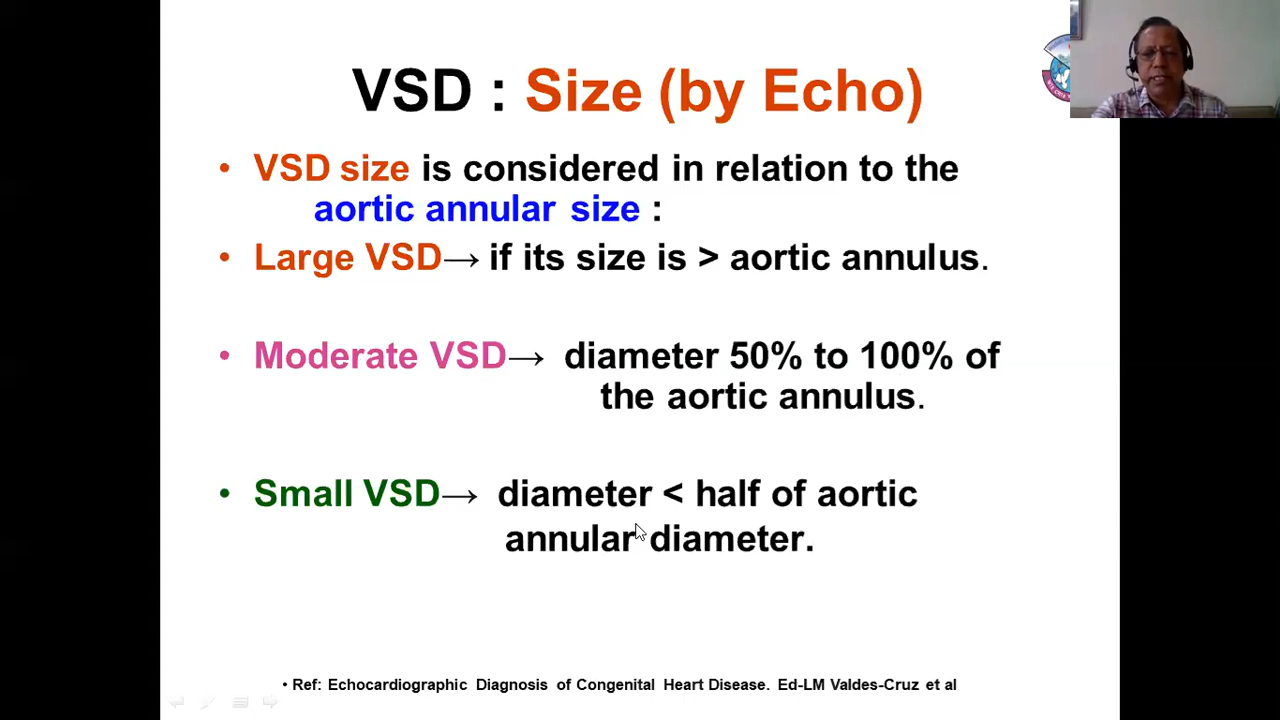 VSD : Size (by Echo)
• VSD size is considered in relation to the
aortic annular size :
• Large VSD→ if its size is > aortic annulus.
• Moderate VSD→ diameter 50% to 100% of
the aortic annulus.
• Small VSD→ diameter < half of aortic
annular diameter.
• Ref: Echocardiographic Diagnosis of Congenital Heart Disease. Ed-LM Valdes-Cruz et al